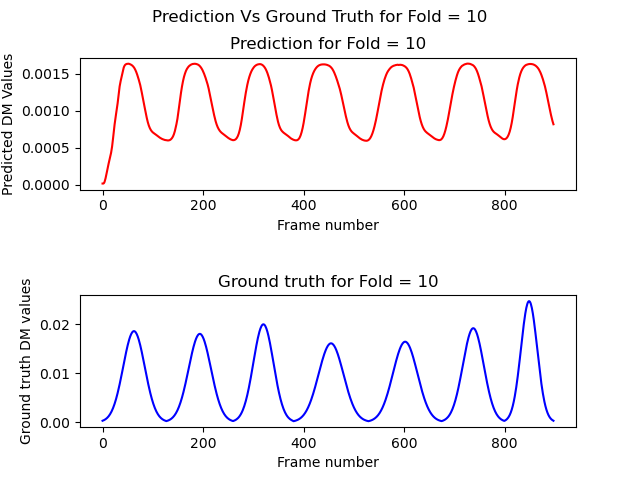 Prediction Vs Ground Truth for Fold = 10
Prediction for Fold = 10
Predicted DM Values
0.0015
0.0010
0.0005
0.0000
0 200 400 600 800
Frame number
Ground truth for Fold = 10
Ground truth DM values
0.02
0.01
0.00
0 200 400 600 800
Frame number